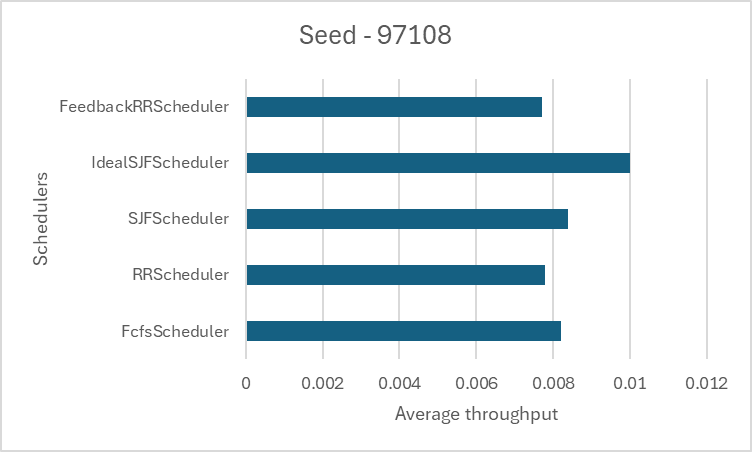 Seed - 97108
FeedbackRRScheduler
IdealSJFScheduler
SJFScheduler
RRScheduler
FcfsScheduler
Schedulers
0 0.002 0.004 0.006 0.008 0.01 0.012
Average throughput